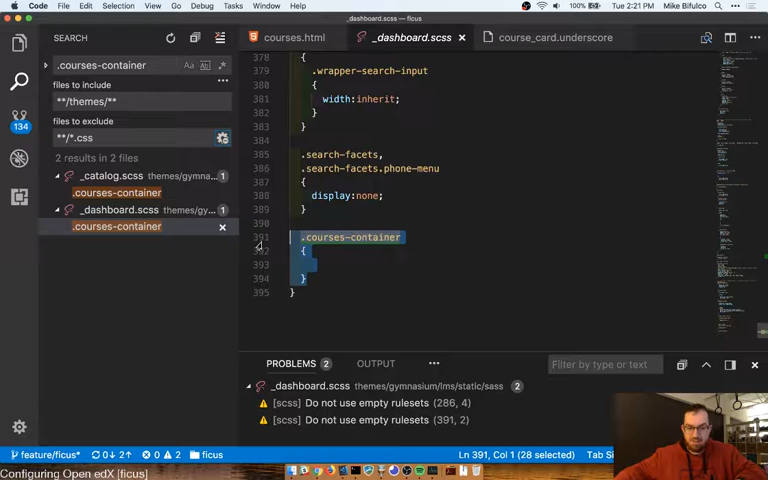 Code File Edit Selection View Go Debug Tasks Window Help 100% Tue 2:21 PM Mike Bifulco
_dashboard.scss — ficus
SEARCH
courses.html _dashboard.scss course_card.underscore
.courses-container
Aa Abl .*
files to include
**/themes/**
files to exclude
**/*.css
2 results in 2 files
_catalog.scss themes/gymna... 1
.courses-container
_dashboard.scss themes/gy... 1
.courses-container
134
378 {
379 .wrapper-search-input
380 {
381 width:inherit;
382 }
383 }
384
385 .search-facets,
386 .search-facets.phone-menu
387 {
388 display:none;
389 }
390
391 .courses-container
392 {
393
394 }
395 }
PROBLEMS 2 OUTPUT ... Filter by type or text
_dashboard.scss themes/gymnasium/lms/static/sass 2
[scss] Do not use empty rulesets (286, 4)
[scss] Do not use empty rulesets (391, 2)
feature/ficus* 0↓ 2↑ 0 2 ficus Ln 391, Col 1 (28 selected) Tab Si
Configuring Open edX [ficus]